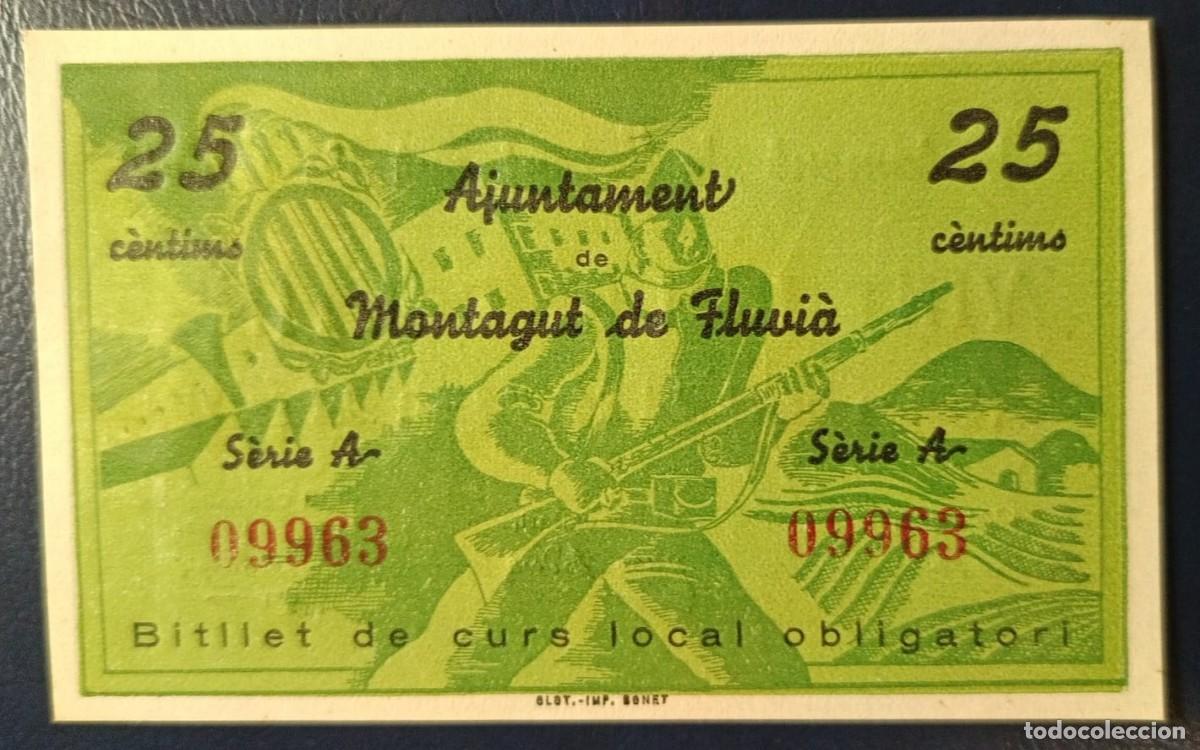 25 25
cèntims cèntims
Ajuntament
de
Montagut de Fluvià
Sèrie A Sèrie A
09963 09963
Bitllet de curs local obligatori
OLOT.-IMP. BONET
todocoleccion